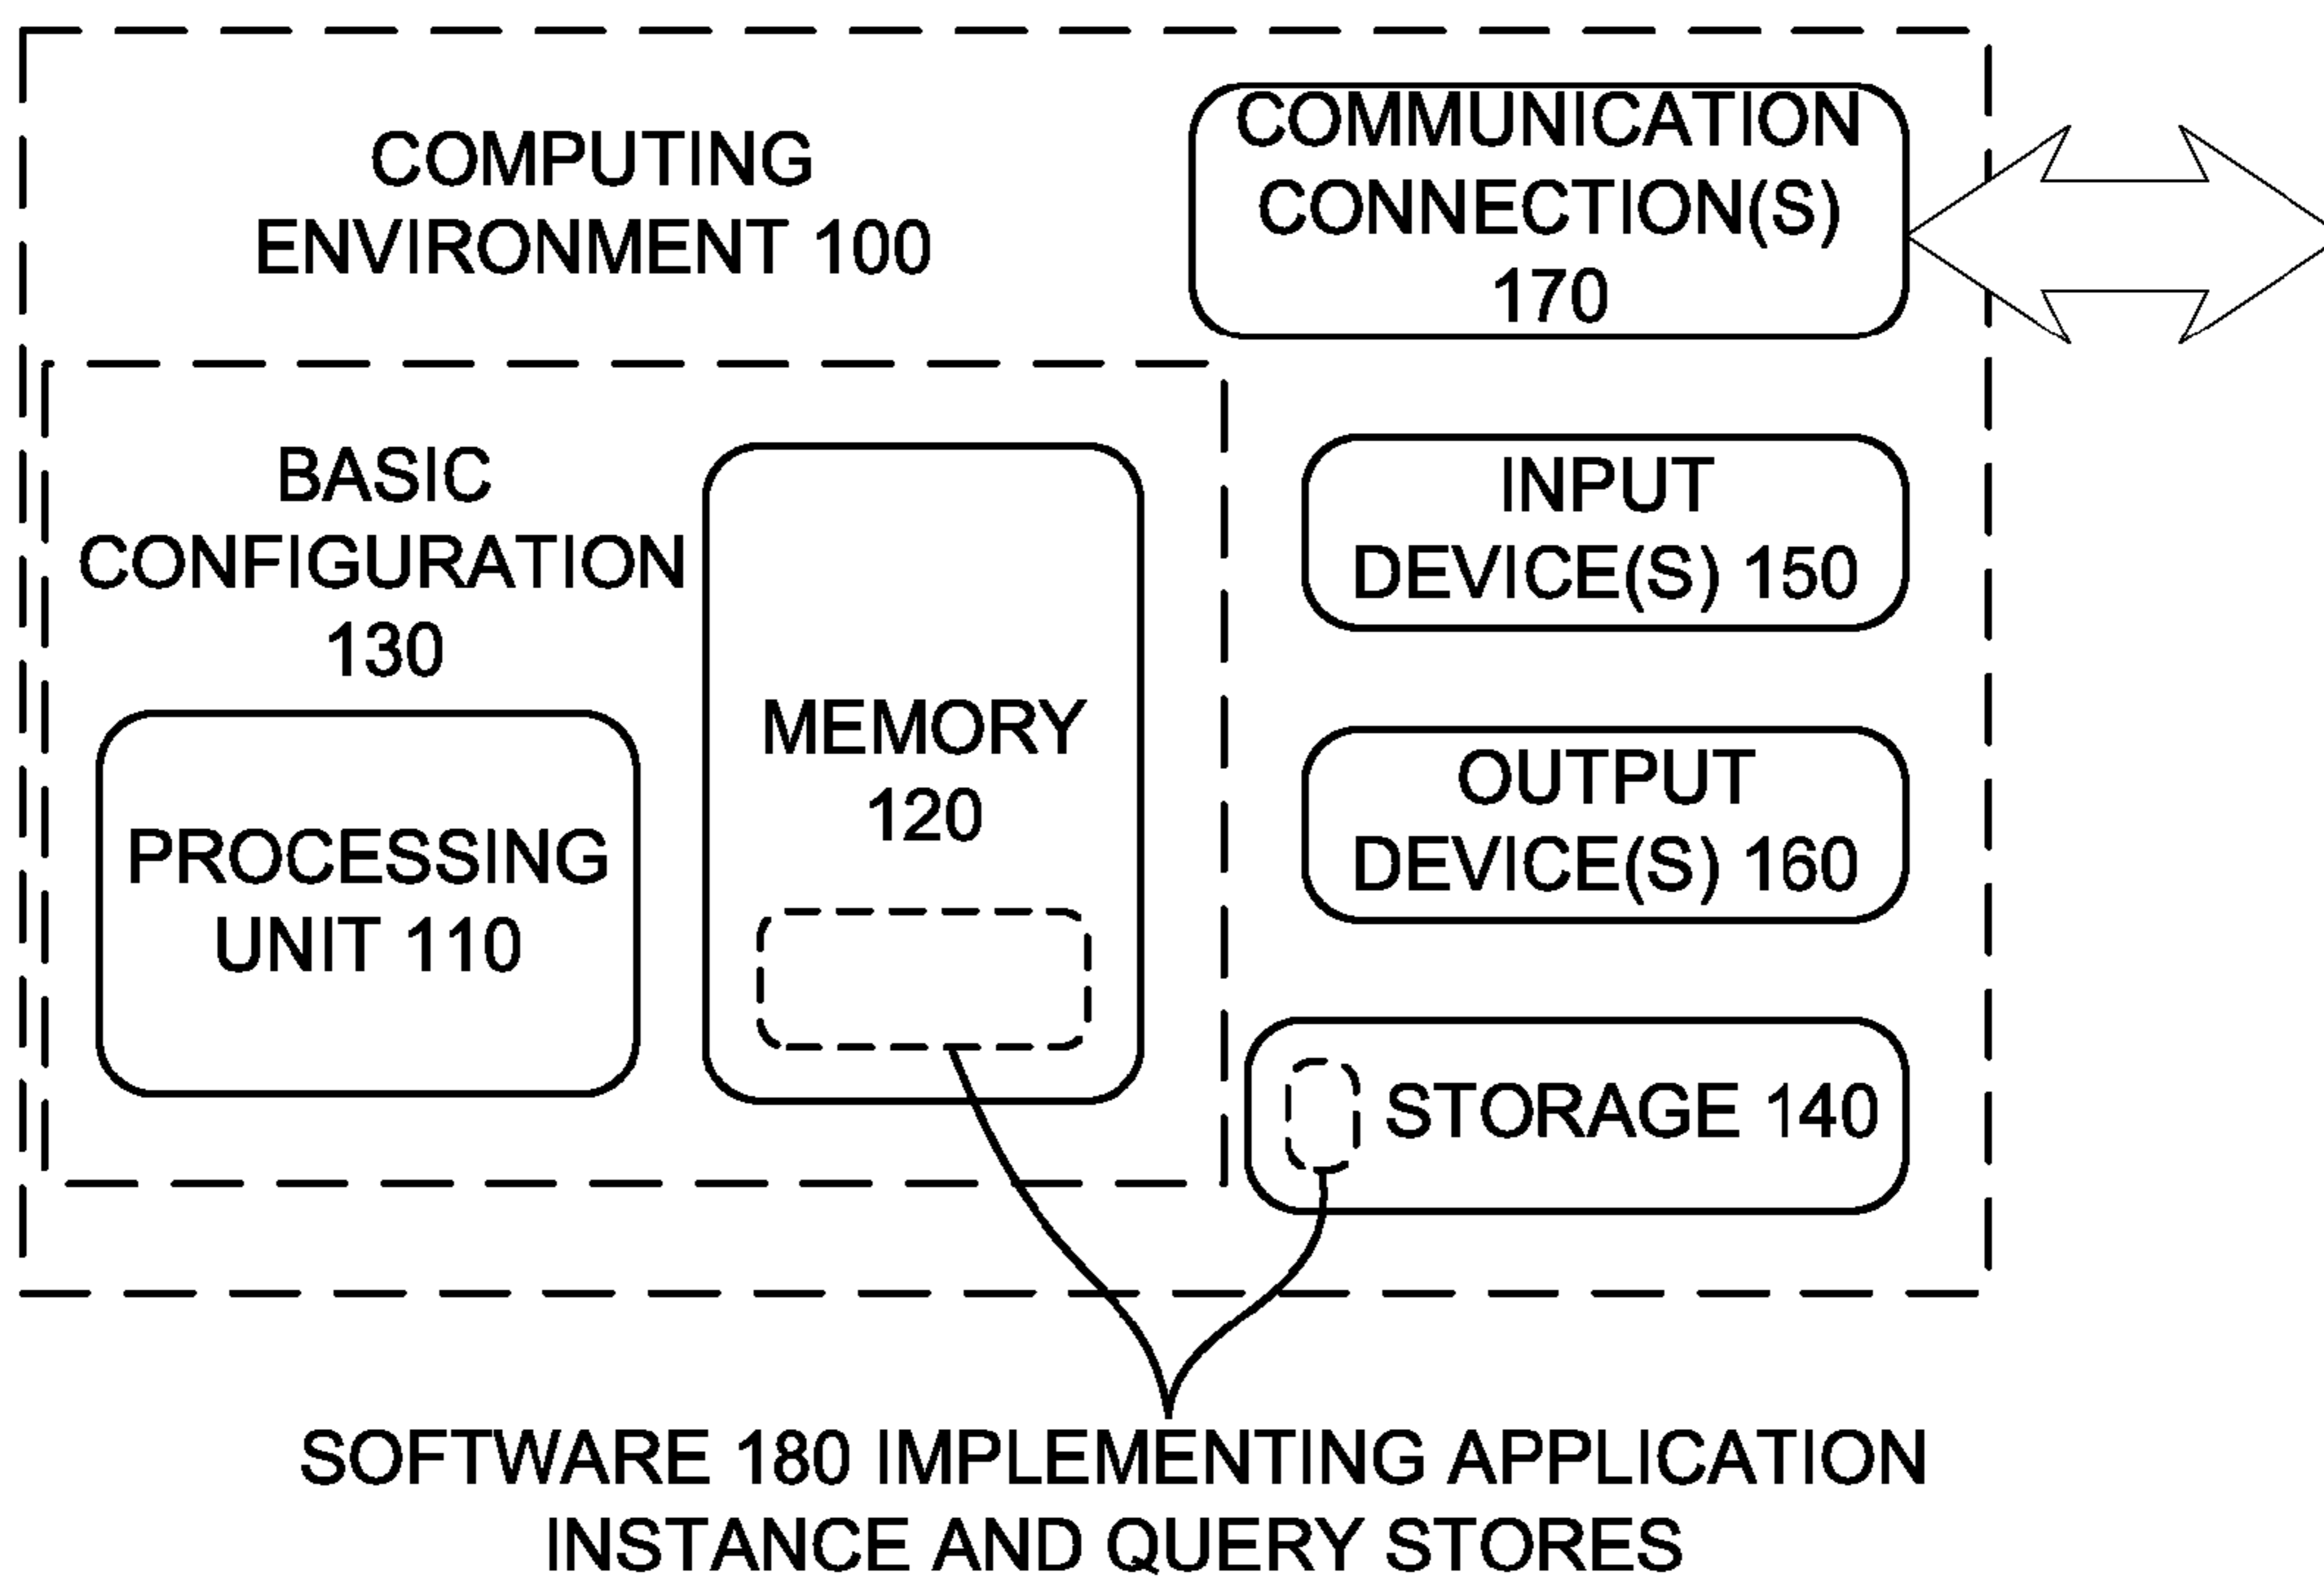 COMPUTING
ENVIRONMENT 100
COMMUNICATION
CONNECTION(S)
170
BASIC
CONFIGURATION
130
PROCESSING
UNIT 110
MEMORY
120
INPUT
DEVICE(S) 150
OUTPUT
DEVICE(S) 160
STORAGE 140
SOFTWARE 180 IMPLEMENTING APPLICATION
INSTANCE AND QUERY STORES